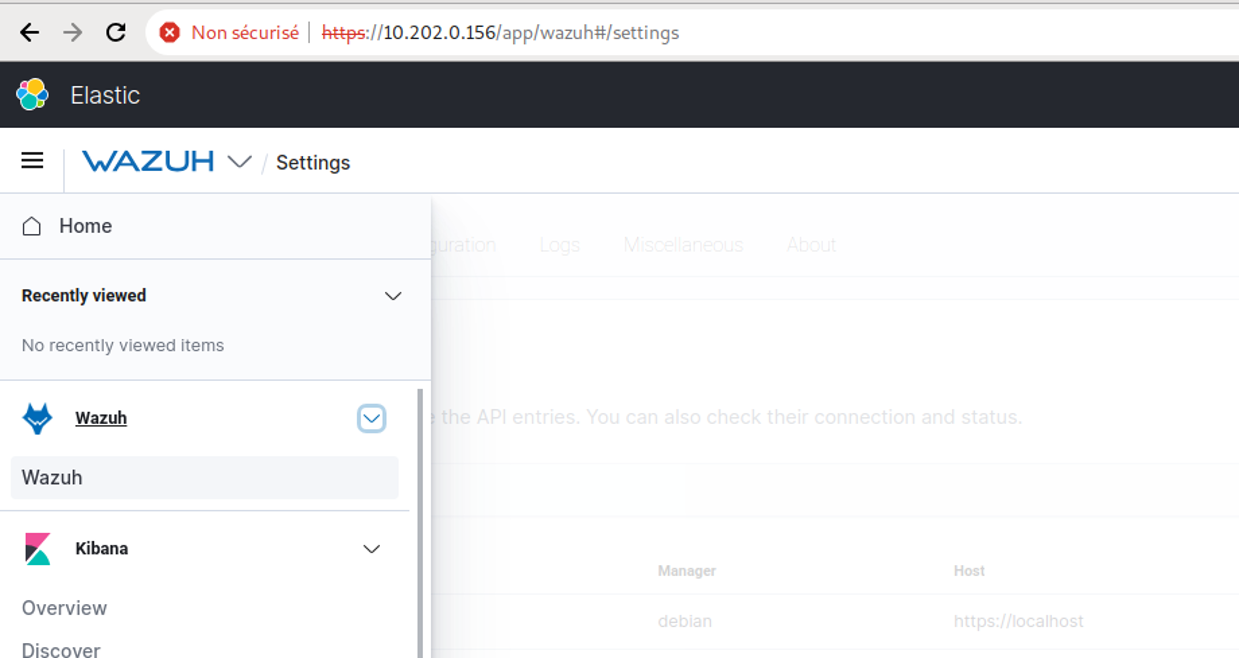 Non sécurisé https://10.202.0.156/app/wazuh#/settings
Elastic
WAZUH / Settings
Home
guration Logs Miscellaneous About
Recently viewed
No recently viewed items
Wazuh
e the API entries. You can also check their connection and status.
Wazuh
Kibana
Manager Host
Overview
debian https://localhost
Discover